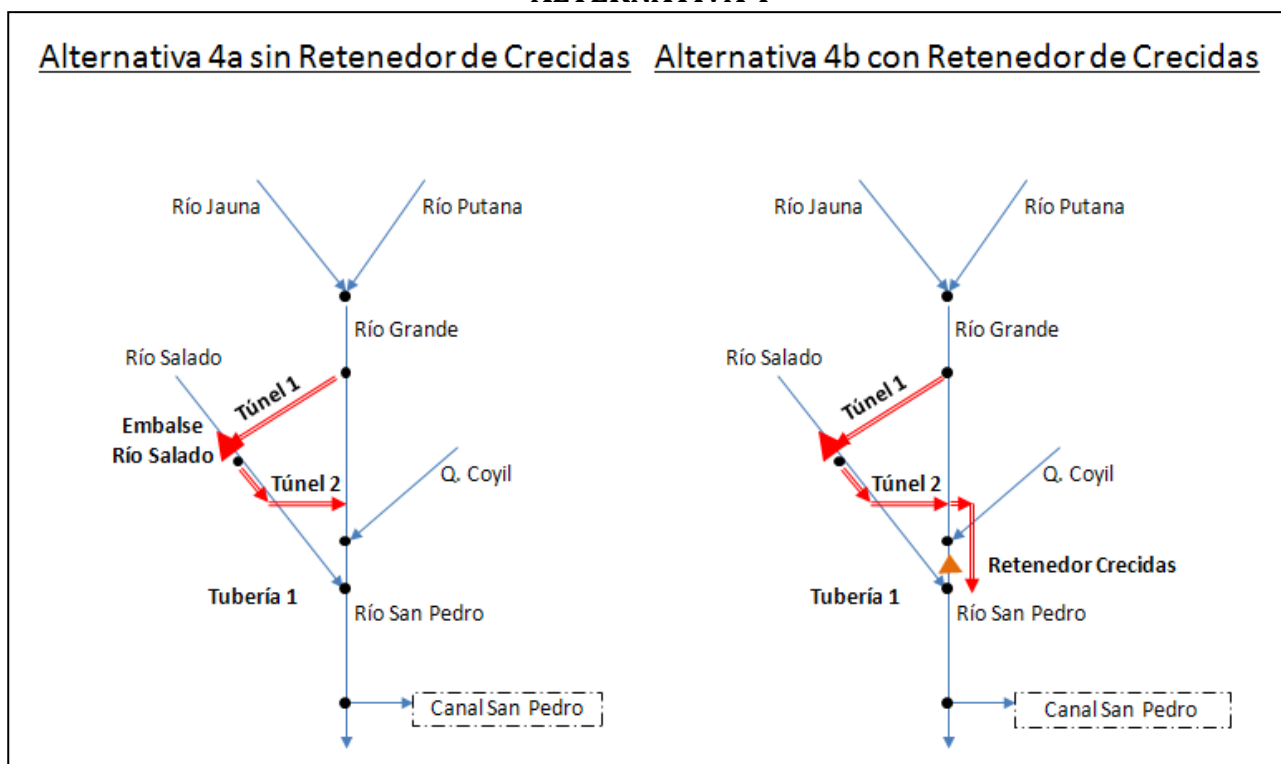 Alternativa 4a sin Retenedor de Crecidas
Río Jauna
Río Putana
Río Grande
Río Salado
Túnel 1
Embalse
Río Salado
Túnel 2
Q. Coyil
Tubería 1
Río San Pedro
Canal San Pedro
Alternativa 4b con Retenedor de Crecidas
Río Jauna
Río Putana
Río Grande
Río Salado
Túnel 1
Túnel 2
Q. Coyil
Retenedor Crecidas
Tubería 1
Río San Pedro
Canal San Pedro